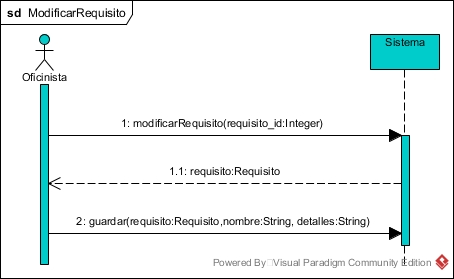 sd ModificarRequisito
Oficinista
Sistema
1: modificarRequisito(requisito_id:Integer)
1.1: requisito:Requisito
2: guardar(requisito:Requisito,nombre:String, detalles:String)
Powered By Visual Paradigm Community Edition